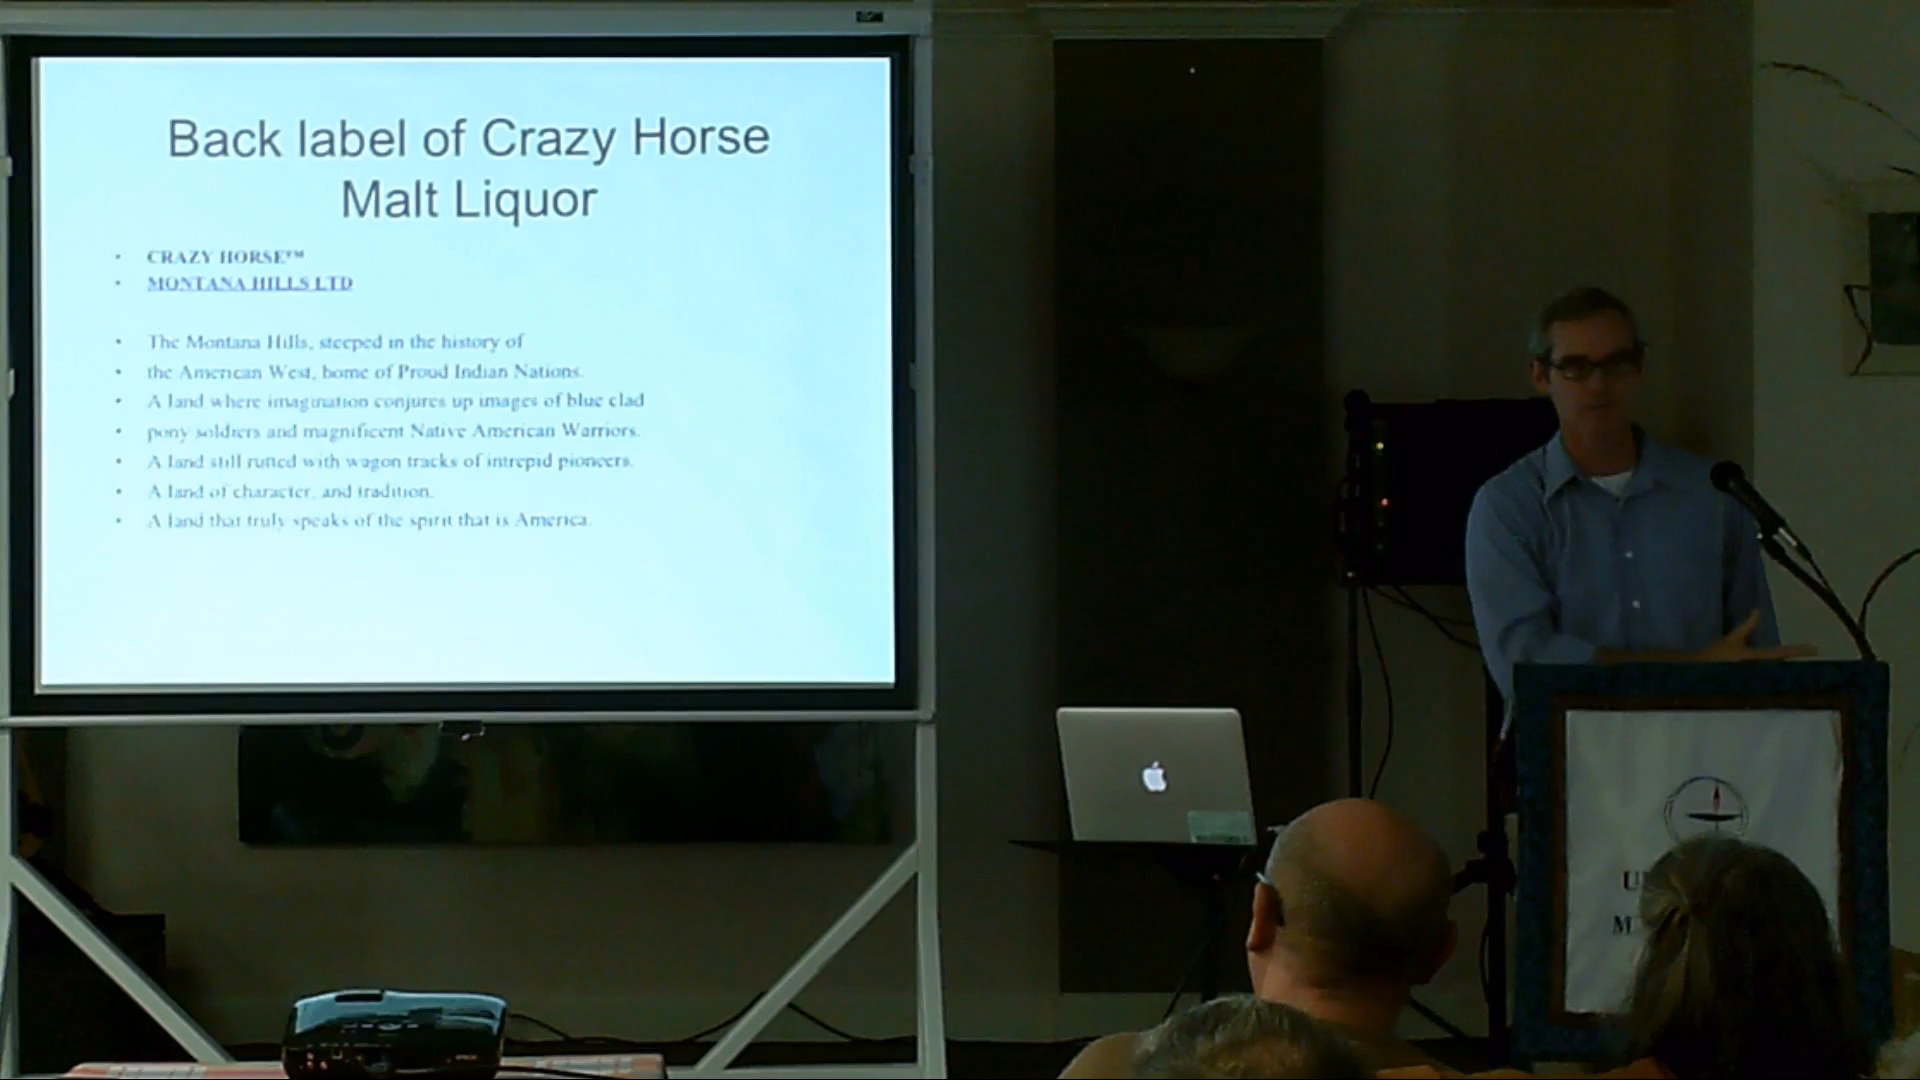 Back label of Crazy Horse
Malt Liquor
• CRAZY HORSE™
• MONTANA HILLS LTD
• The Montana Hills, steeped in the history of
• the American West, home of Proud Indian Nations.
• A land where imagination conjures up images of blue clad
• pony soldiers and magnificent Native American Warriors.
• A land still rutted with wagon tracks of intrepid pioneers.
• A land of character, and tradition.
• A land that truly speaks of the spirit that is America.